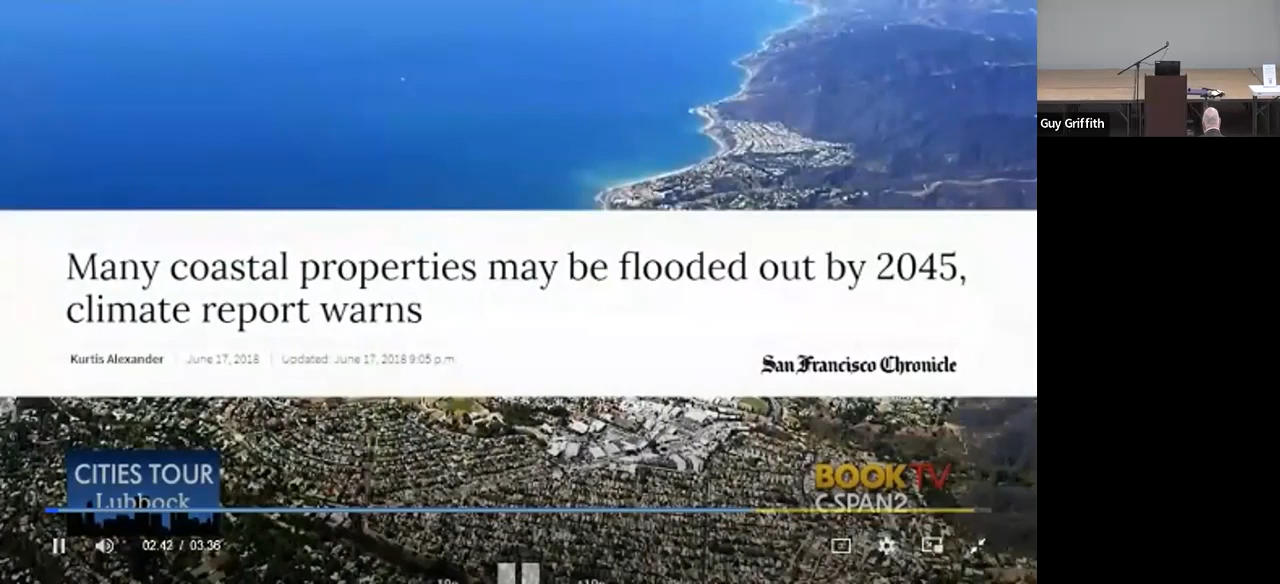 Guy Griffith
Many coastal properties may be flooded out by 2045,
climate report warns
Kurtis Alexander | June 17, 2018 | Updated: June 17, 2018 9:05 p.m.
San Francisco Chronicle
CITIES TOUR
Lubbock
BOOK TV
C-SPAN2
02.42 / 03.36